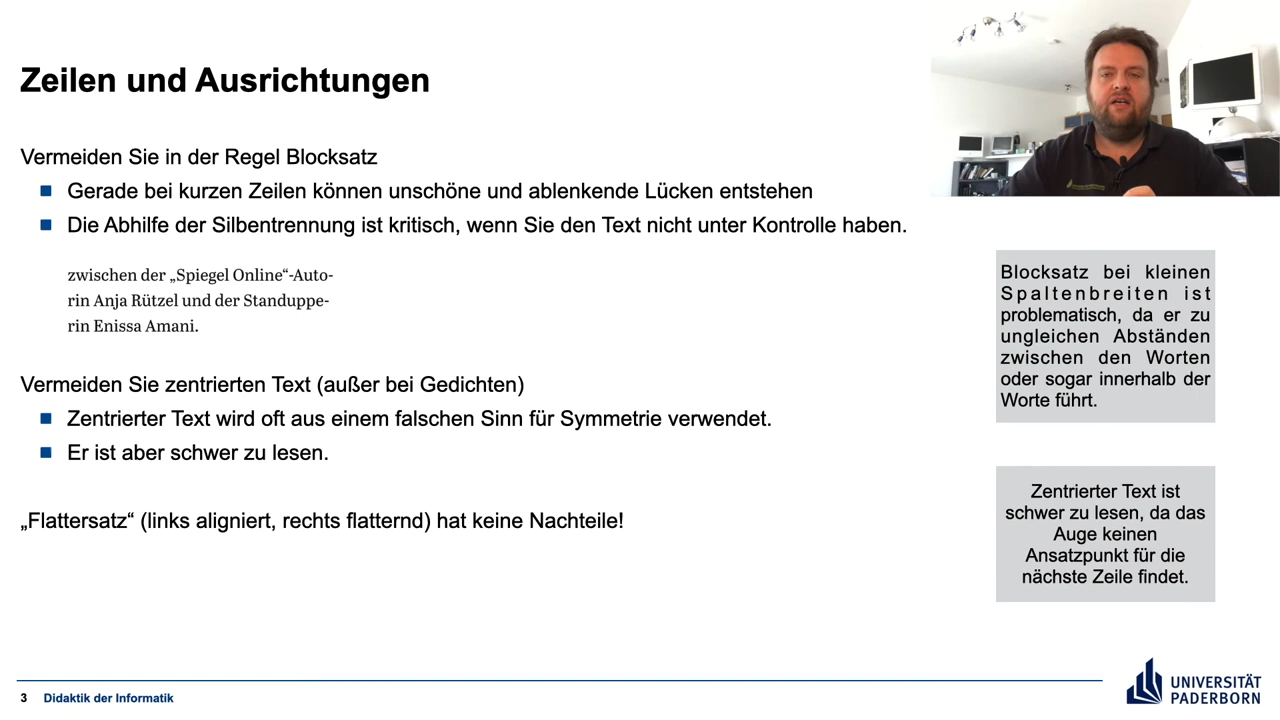 Zeilen und Ausrichtungen
Vermeiden Sie in der Regel Blocksatz
Gerade bei kurzen Zeilen können unschöne und ablenkende Lücken entstehen
Die Abhilfe der Silbentrennung ist kritisch, wenn Sie den Text nicht unter Kontrolle haben.
zwischen der „Spiegel Online“-Auto-
rin Anja Rützel und der Standuppe-
rin Enissa Amani.
Vermeiden Sie zentrierten Text (außer bei Gedichten)
Zentrierter Text wird oft aus einem falschen Sinn für Symmetrie verwendet.
Er ist aber schwer zu lesen.
„Flattersatz“ (links aligniert, rechts flatternd) hat keine Nachteile!
Blocksatz bei kleinen
Spaltenbreiten ist
problematisch, da er zu
ungleichen Abständen
zwischen den Worten
oder sogar innerhalb der
Worte führt.
Zentrierter Text ist
schwer zu lesen, da das
Auge keinen
Ansatzpunkt für die
nächste Zeile findet.
3 Didaktik der Informatik
UNIVERSITÄT
PADERBORN